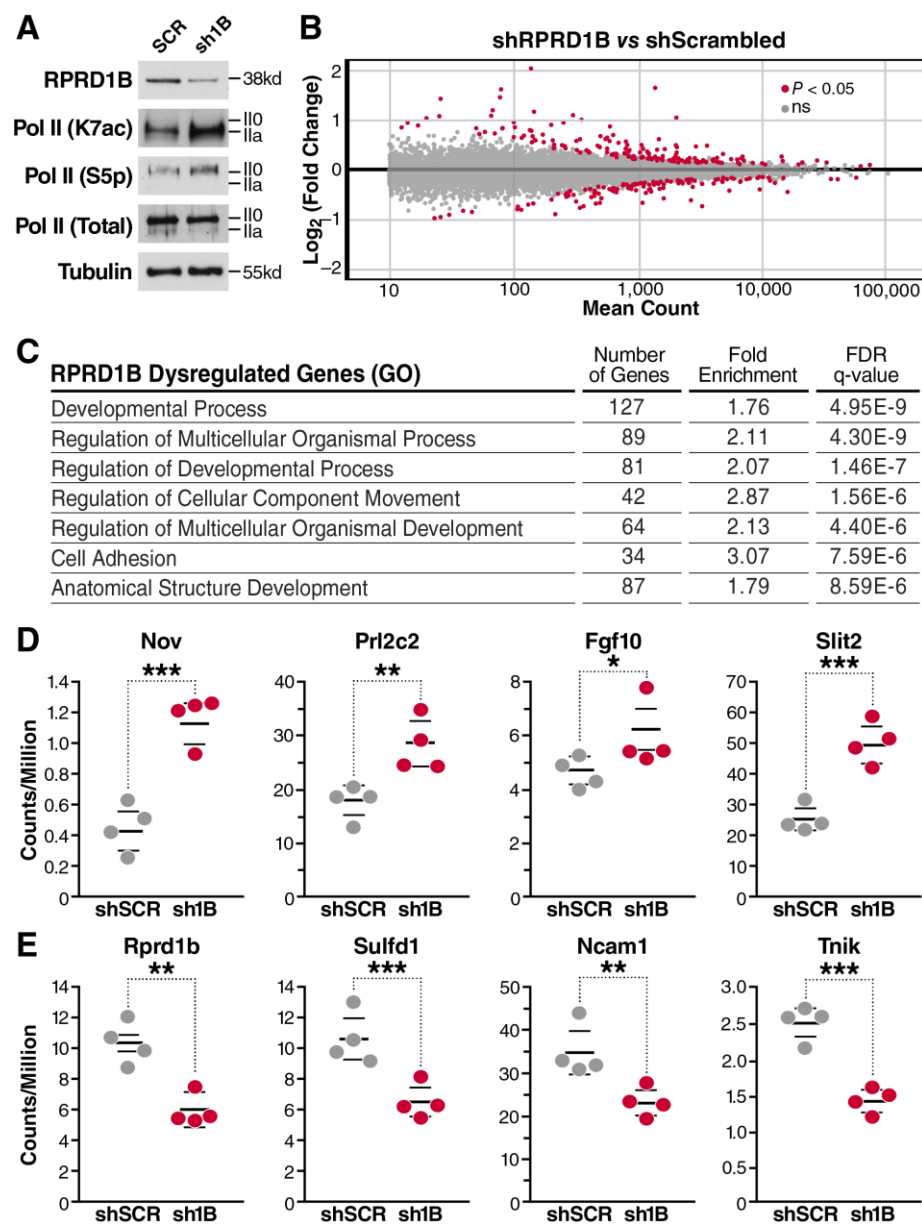 A
SCR sh1B
RPRD1B
38kd
Pol II (K7ac)
II0
IIa
Pol II (S5p)
II0
IIa
Pol II (Total)
II0
IIa
Tubulin
55kd
B
shRPRD1B vs shScrambled
P < 0.05
ns
Log2 (Fold Change)
2
1
0
−1
−2
10 100 1,000 10,000 100,000
Mean Count
C
RPRD1B Dysregulated Genes (GO) Number of Genes Fold Enrichment FDR q-value
Developmental Process 127 1.76 4.95E-9
Regulation of Multicellular Organismal Process 89 2.11 4.30E-9
Regulation of Developmental Process 81 2.07 1.46E-7
Regulation of Cellular Component Movement 42 2.87 1.56E-6
Regulation of Multicellular Organismal Development 64 2.13 4.40E-6
Cell Adhesion 34 3.07 7.59E-6
Anatomical Structure Development 87 1.79 8.59E-6
D
Counts/Million
Nov
***
1.4
1.2
1.0
0.8
0.6
0.4
0.2
0
shSCR sh1B
Prl2c2
**
40
30
20
10
0
shSCR sh1B
Fgf10
*
8
6
4
2
0
shSCR sh1B
Slit2
***
70
60
50
40
30
20
10
0
shSCR sh1B
E
Counts/Million
Rprd1b
**
14
12
10
8
6
4
2
0
shSCR sh1B
Sulfd1
***
14
12
10
8
6
4
2
0
shSCR sh1B
Ncam1
**
50
40
30
20
10
0
shSCR sh1B
Tnik
***
3.0
2.5
2.0
1.5
1.0
0.5
0
shSCR sh1B